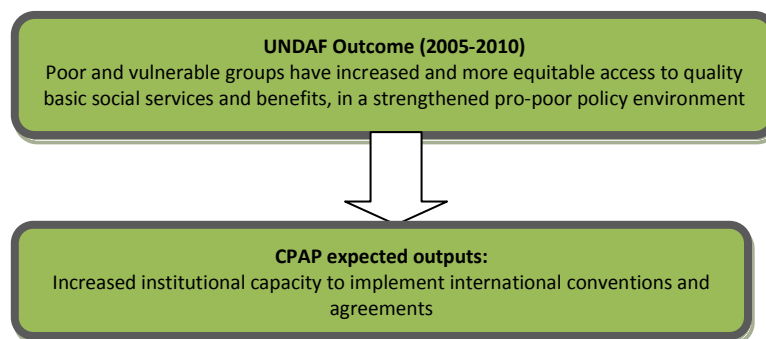 UNDAF Outcome (2005-2010)
Poor and vulnerable groups have increased and more equitable access to quality
basic social services and benefits, in a strengthened pro-poor policy environment
CPAP expected outputs:
Increased institutional capacity to implement international conventions and
agreements